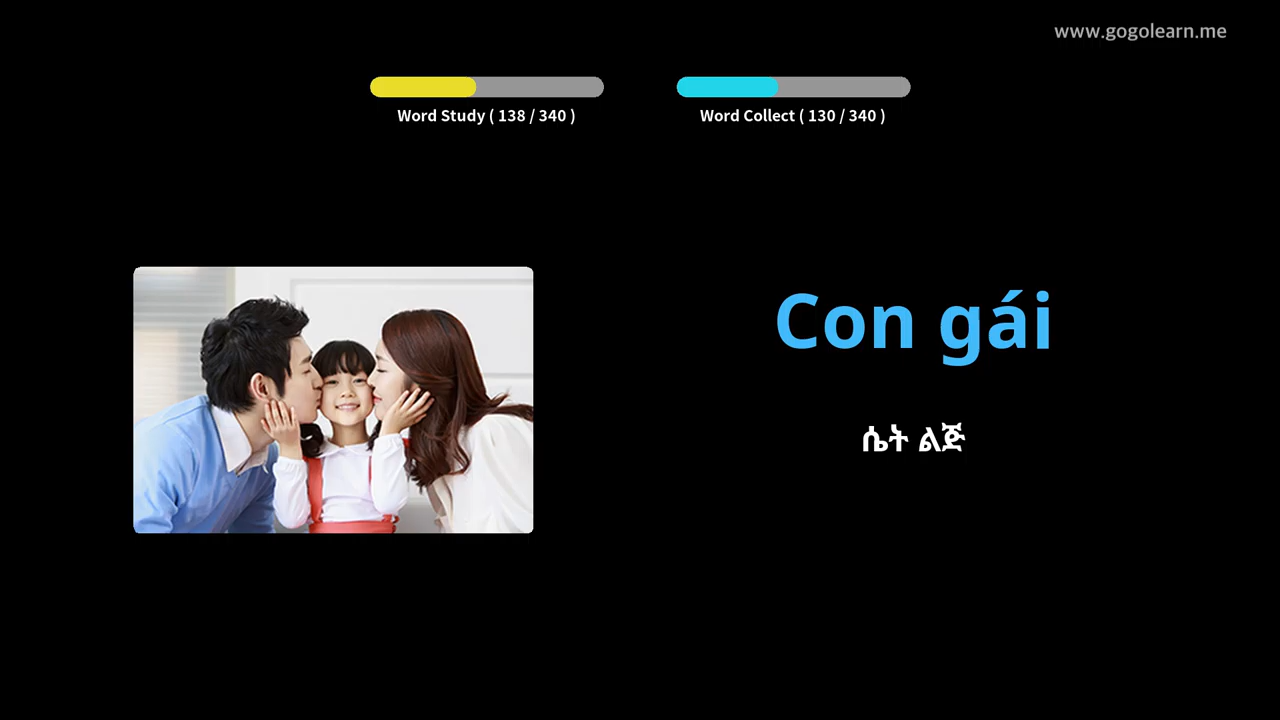 www.gogolearn.me
Word Study ( 138 / 340 )
Word Collect ( 130 / 340 )
Con gái
ሴት ልጅ